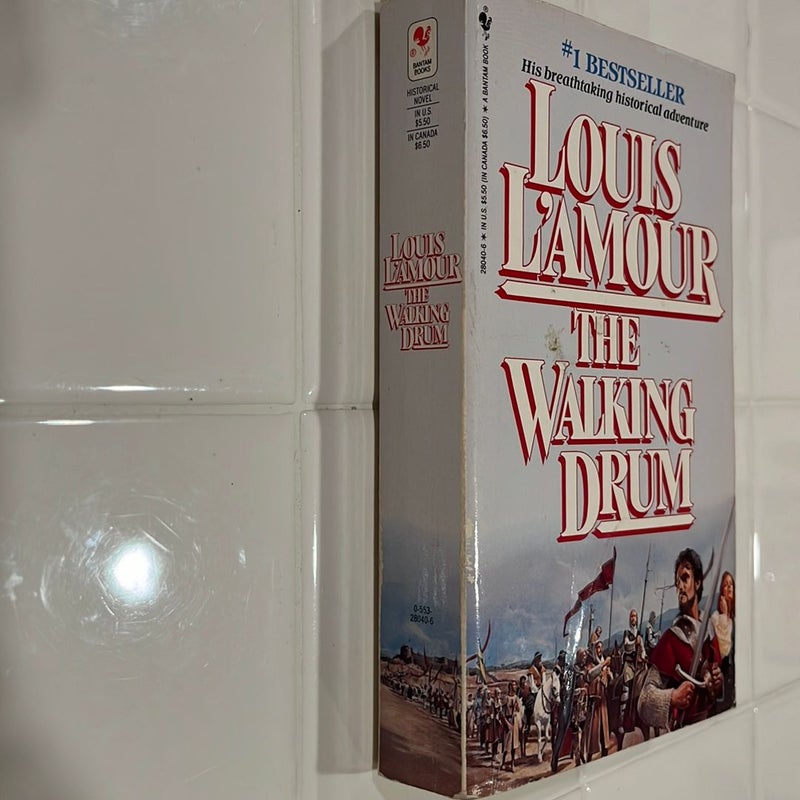 BANTAM
BOOKS
HISTORICAL
NOVEL
IN U.S.
$5.50
IN CANADA
$6.50
LOUIS
L'AMOUR
THE
WALKING
DRUM
0-553-
28040-6
28040-6 * IN U.S. $5.50 (IN CANADA $6.50) * A BANTAM BOOK
#1 BESTSELLER
His breathtaking historical adventure
LOUIS
L'AMOUR
THE
WALKING
DRUM